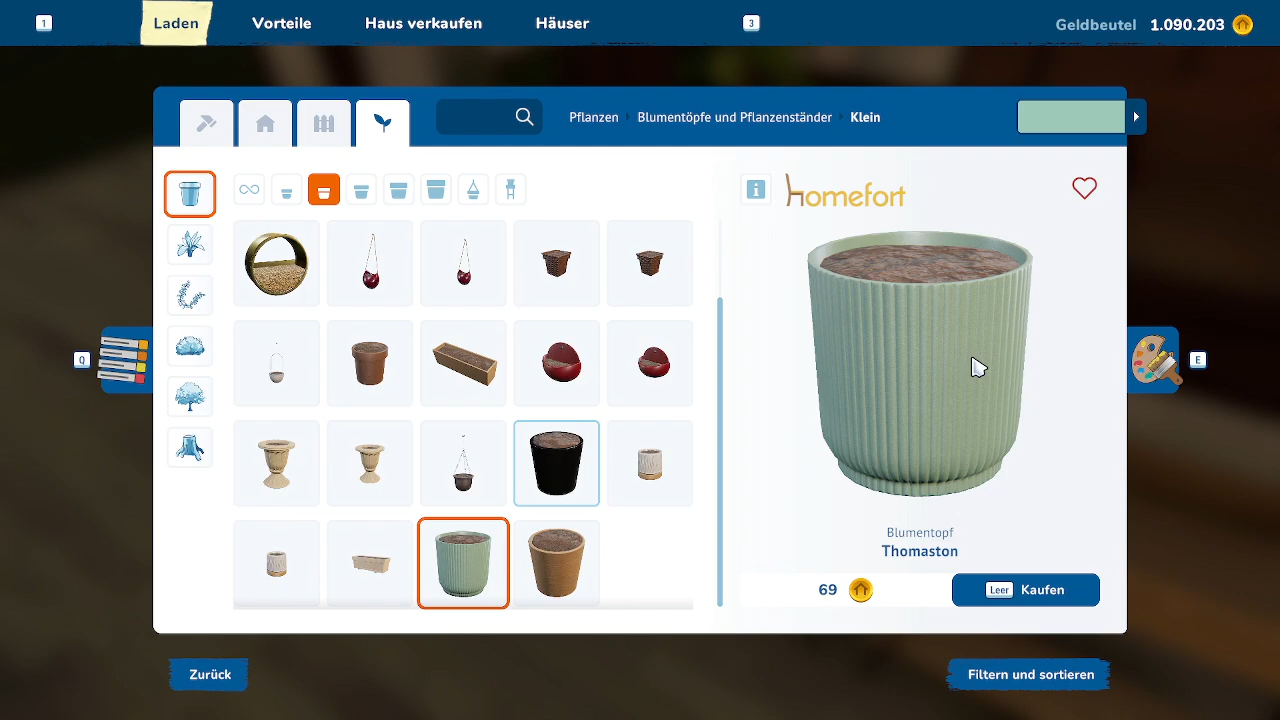 1
Laden
Vorteile
Haus verkaufen
Häuser
3
Geldbeutel 1.090.203
Pflanzen
Blumentöpfe und Pflanzenständer
Klein
homefort
Q
E
Blumentopf
Thomaston
69
Leer Kaufen
Zurück
Filtern und sortieren